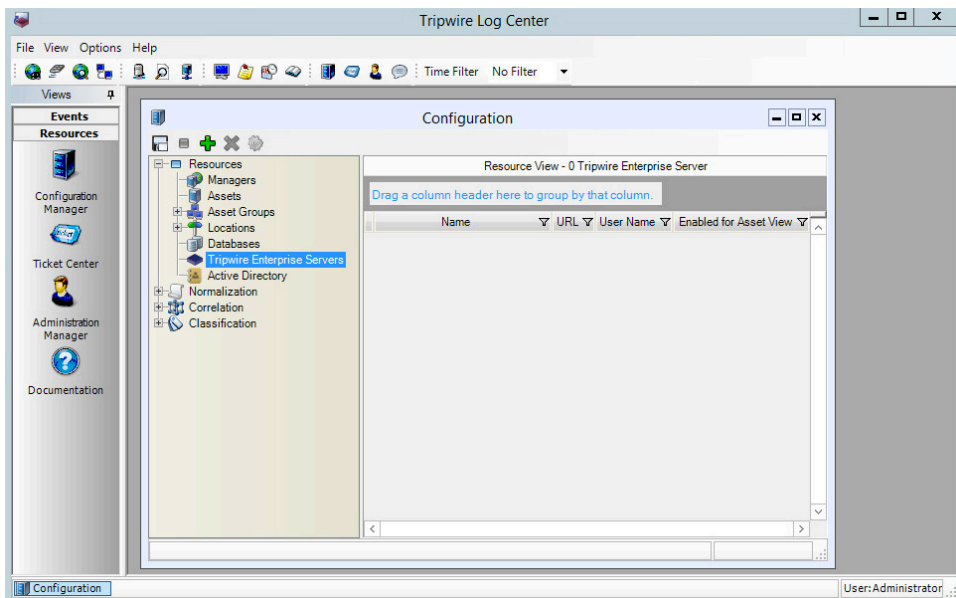 Tripwire Log Center
File View Options Help
Time Filter No Filter
Views
Events
Resources
Configuration
Manager
Ticket
Ticket Center
Administration
Manager
Documentation
Configuration
Resources
Managers
Assets
Asset Groups
Locations
Databases
Tripwire Enterprise Servers
Active Directory
Normalization
Correlation
Classification
Resource View - 0 Tripwire Enterprise Server
Drag a column header here to group by that column.
Name URL User Name Enabled for Asset View
Configuration
User:Administrator